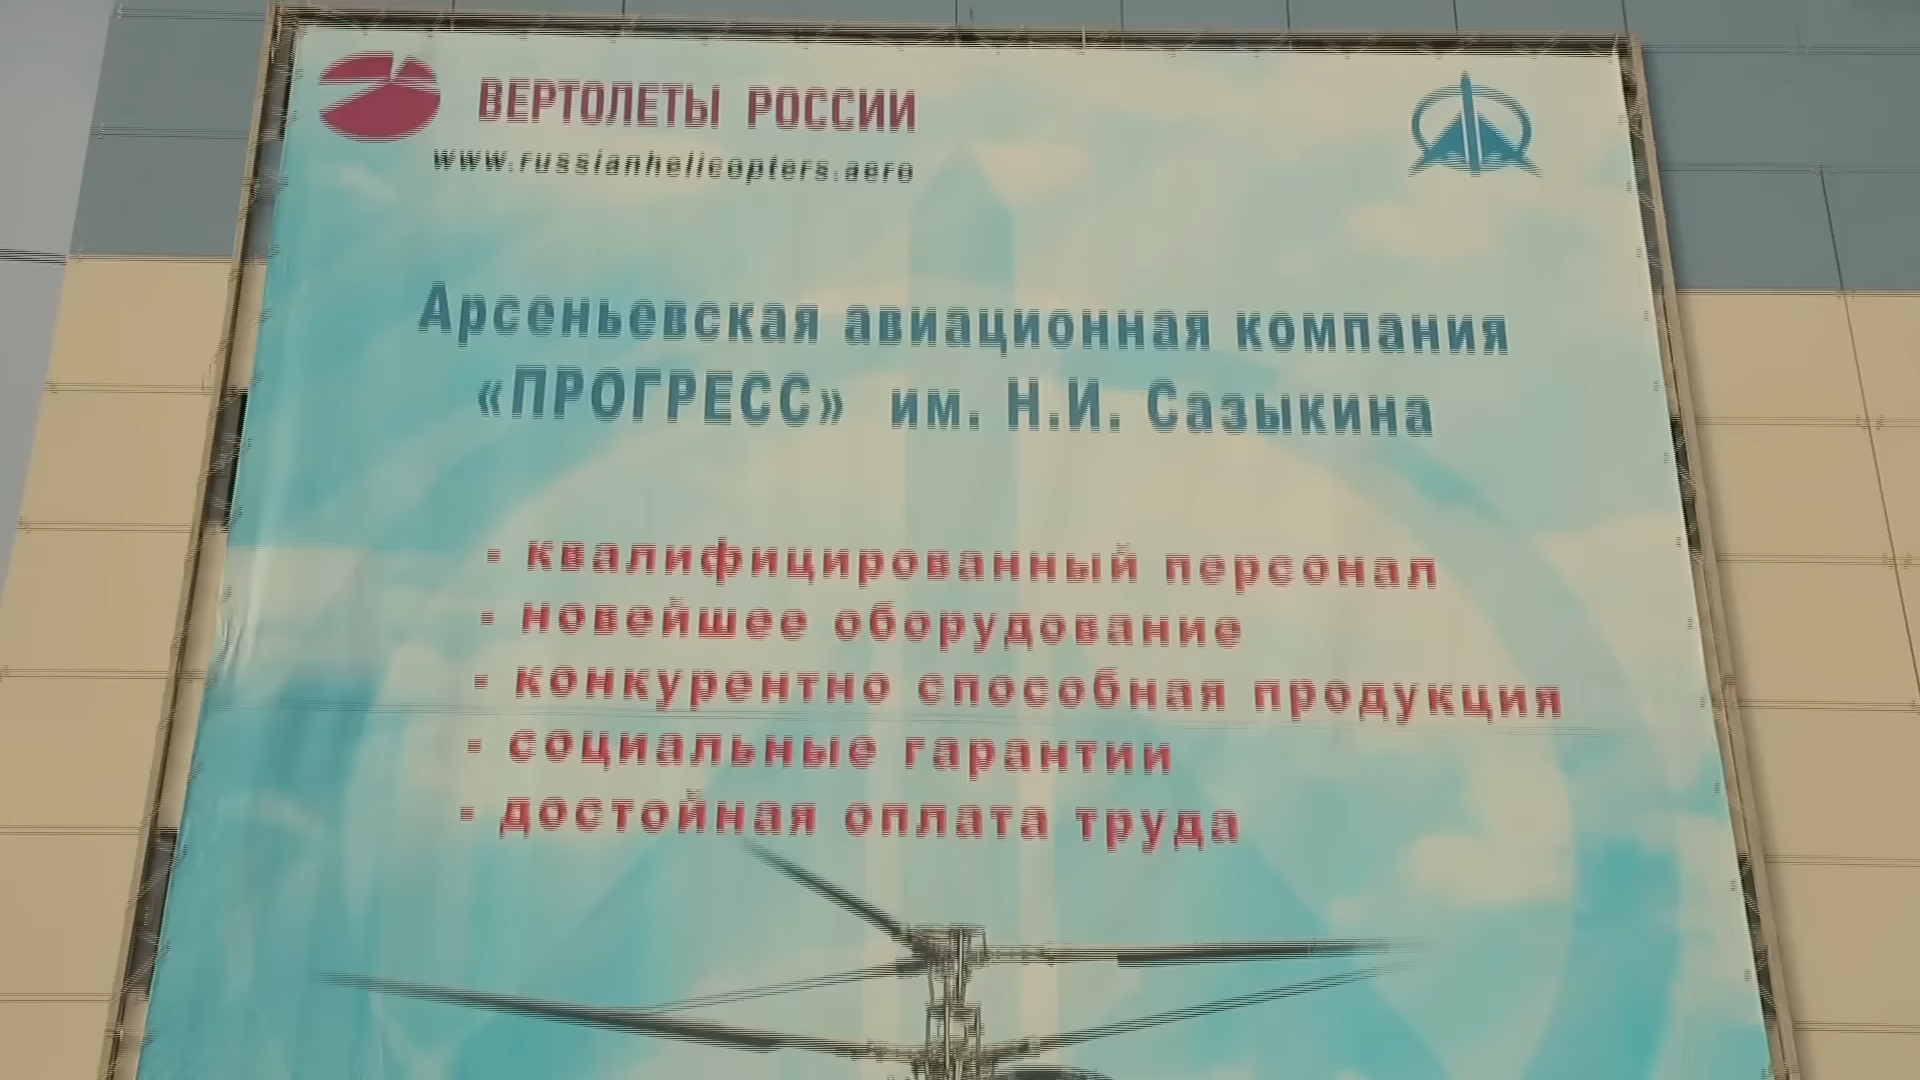 ВЕРТОЛЕТЫ РОССИИ
www.russianhelicopters.aero
Арсеньевская авиационная компания
«ПРОГРЕСС» им. Н.И. Сазыкина
- квалифицированный персонал
- новейшее оборудование
- конкурентно способная продукция
- социальные гарантии
- достойная оплата труда